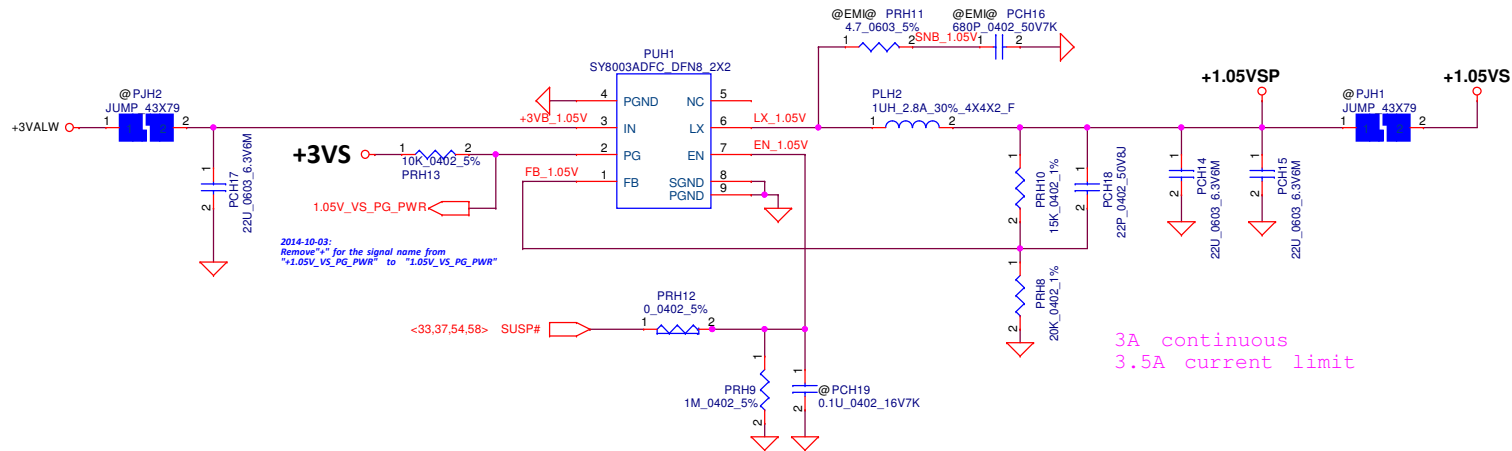 @EMI@ PRH11
4.7_0603_5%
1
2
SNB_1.05V
@EMI@ PCH16
680P_0402_50V7K
1
2
PUH1
SY8003ADFC_DFN8_2X2
4
PGND
NC
5
+3VB_1.05V
3
IN
LX
6
LX_1.05V
2
PG
EN
7
EN_1.05V
FB_1.05V
1
FB
SGND
8
PGND
9
+3VALW
@PJH2
JUMP_43X79
1
1
2
2
1
2
PCH17
22U_0603_6.3V6M
+3VS
1
2
10K_0402_5%
PRH13
1.05V_VS_PG_PWR
2014-10-03:
Remove"+" for the signal name from
"+1.05V_VS_PG_PWR" to "1.05V_VS_PG_PWR"
PLH2
1UH_2.8A_30%_4X4X2_F
1
2
1
2
PRH10
15K_0402_1%
1
2
PCH18
22P_0402_50V8J
1
2
PCH14
22U_0603_6.3V6M
1
2
PCH15
22U_0603_6.3V6M
+1.05VSP
@PJH1
JUMP_43X79
1
1
2
2
+1.05VS
1
2
PRH8
20K_0402_1%
<33,37,54,58> SUSP#
PRH12
0_0402_5%
1
2
1
2
PRH9
1M_0402_5%
1
2
@PCH19
0.1U_0402_16V7K
3A continuous
3.5A current limit